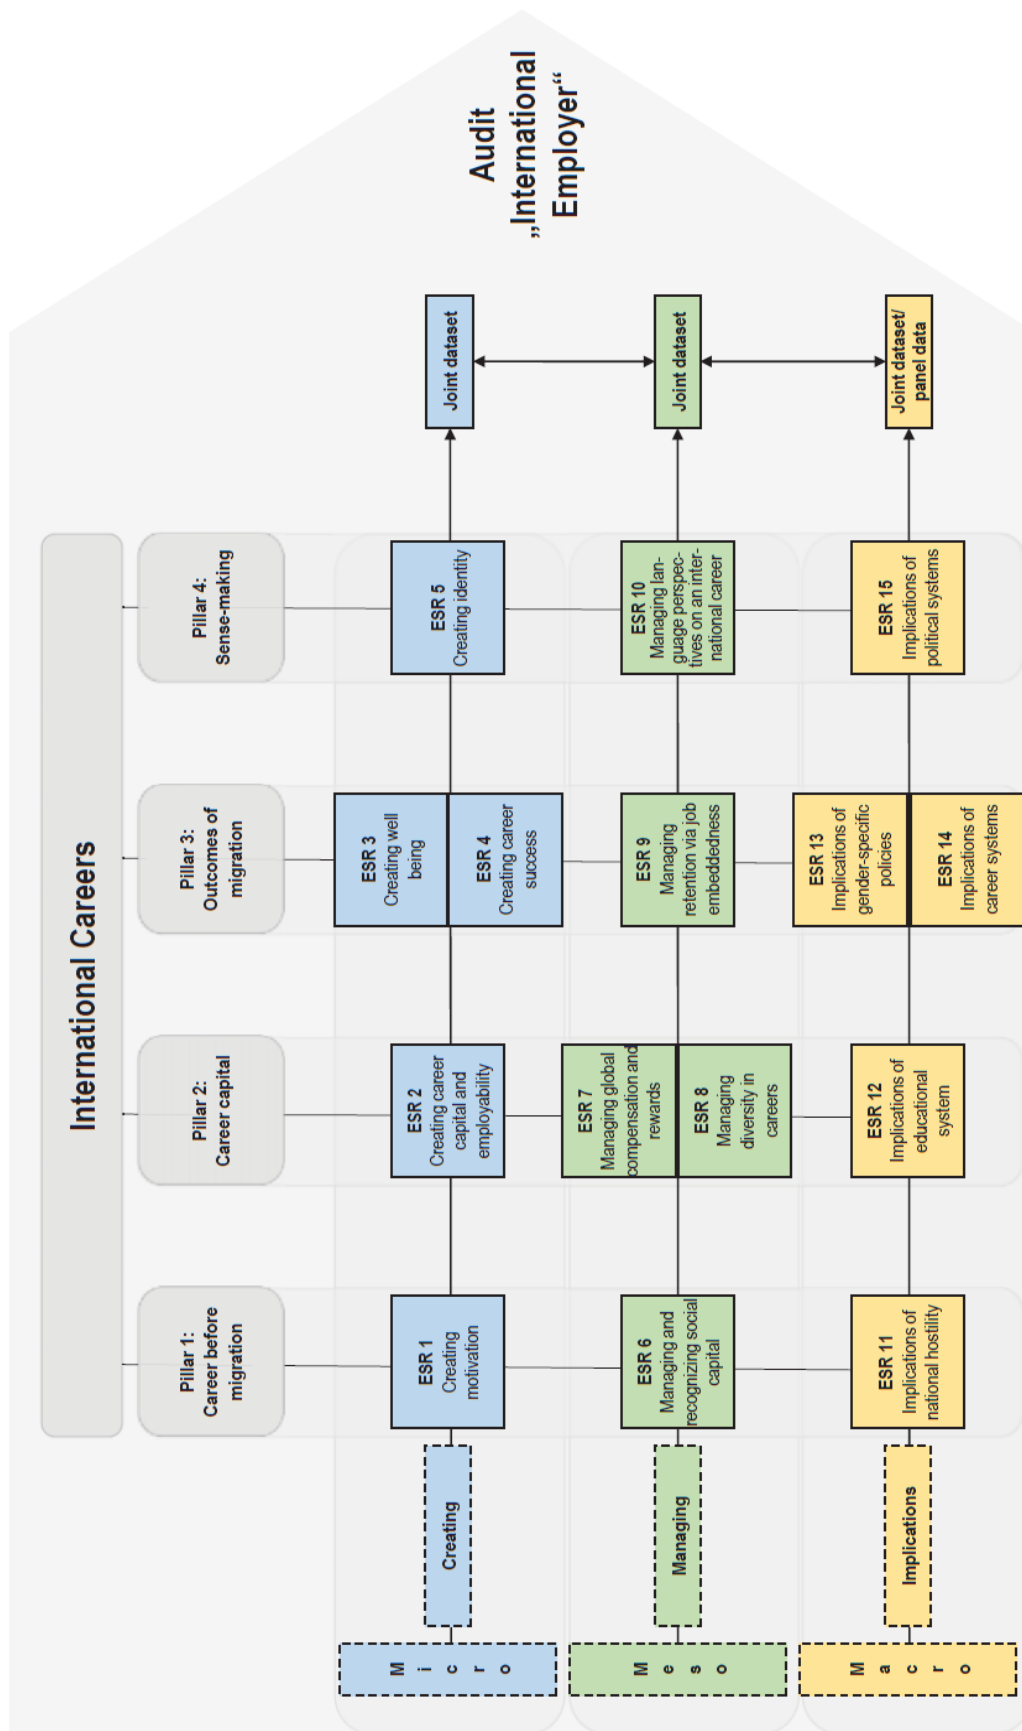 International Careers
Pillar 1:
Career before
migration
Pillar 2:
Career capital
Pillar 3:
Outcomes of
migration
Pillar 4:
Sense-making
Micro
Creating
ESR 1
Creating
motivation
ESR 2
Creating career
capital and
employability
ESR 3
Creating well
being
ESR 4
Creating career
success
ESR 5
Creating identity
Joint dataset
Meso
Managing
ESR 6
Managing and
recognizing social
capital
ESR 7
Managing global
compensation and
rewards
ESR 8
Managing
diversity in
careers
ESR 9
Managing
retention via job
embeddedness
ESR 10
Managing lan-
guage perspec-
tives on an inter-
national career
Joint dataset
Macro
Implications
ESR 11
Implications of
national hostility
ESR 12
Implications of
educational
system
ESR 13
Implications of
gender-specific
policies
ESR 14
Implications of
career systems
ESR 15
Implications of
political systems
Joint dataset/
panel data
Audit
„International
Employer“